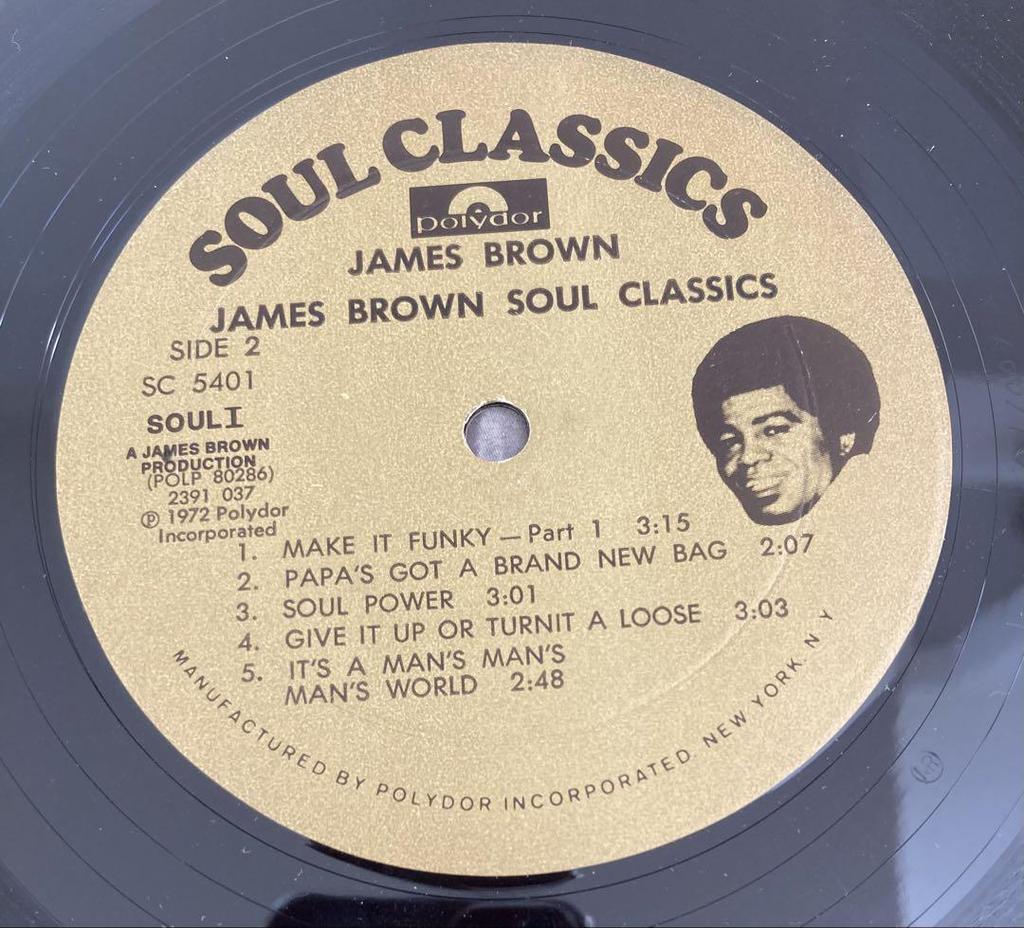 SOUL CLASSICS
polydor
JAMES BROWN
JAMES BROWN SOUL CLASSICS
SIDE 2
SC 5401
SOUL I
A JAMES BROWN
PRODUCTION
(POLP 80286)
2391 037
℗ 1972 Polydor
Incorporated
1. MAKE IT FUNKY — Part 1 3:15
2. PAPA'S GOT A BRAND NEW BAG 2:07
3. SOUL POWER 3:01
4. GIVE IT UP OR TURNIT A LOOSE 3:03
5. IT'S A MAN'S MAN'S
MAN'S WORLD 2:48
MANUFACTURED BY POLYDOR INCORPORATED NEW YORK. N Y